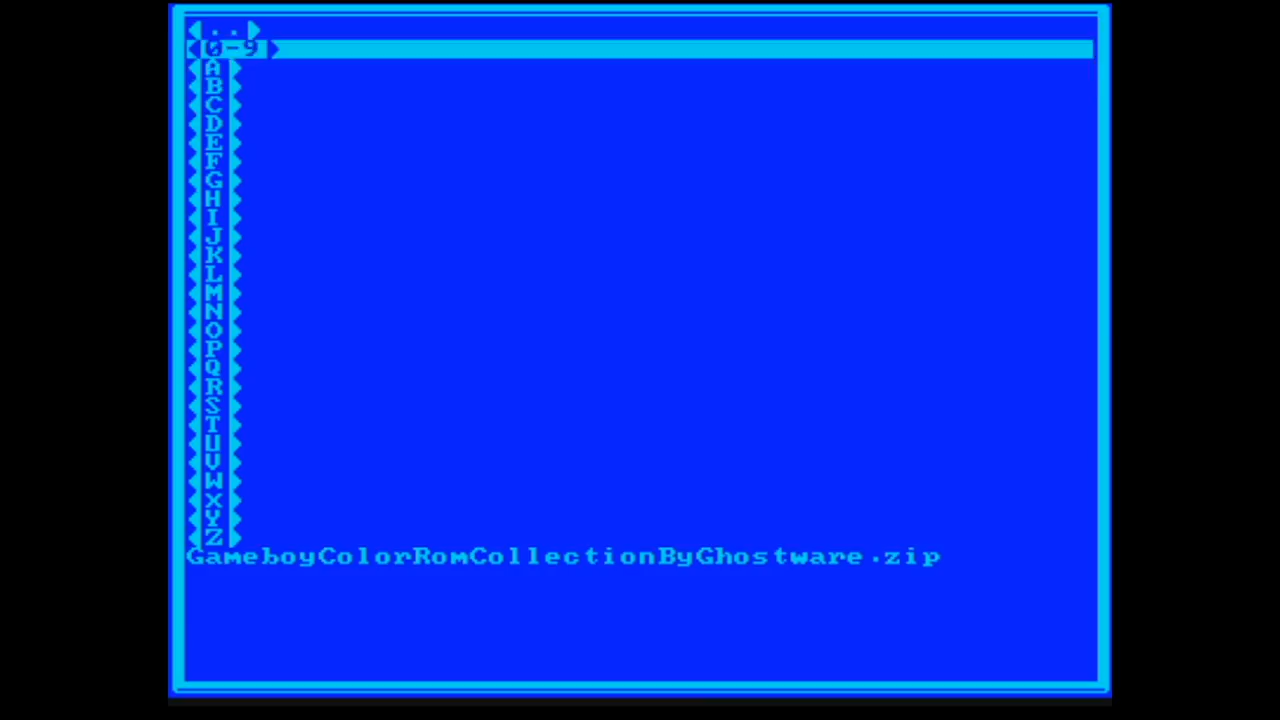 ..
0-9
A
B
C
D
E
F
G
H
I
J
K
L
M
N
O
P
Q
R
S
T
U
V
W
X
Y
Z
GameboyColorRomCollectionByGhostware.zip